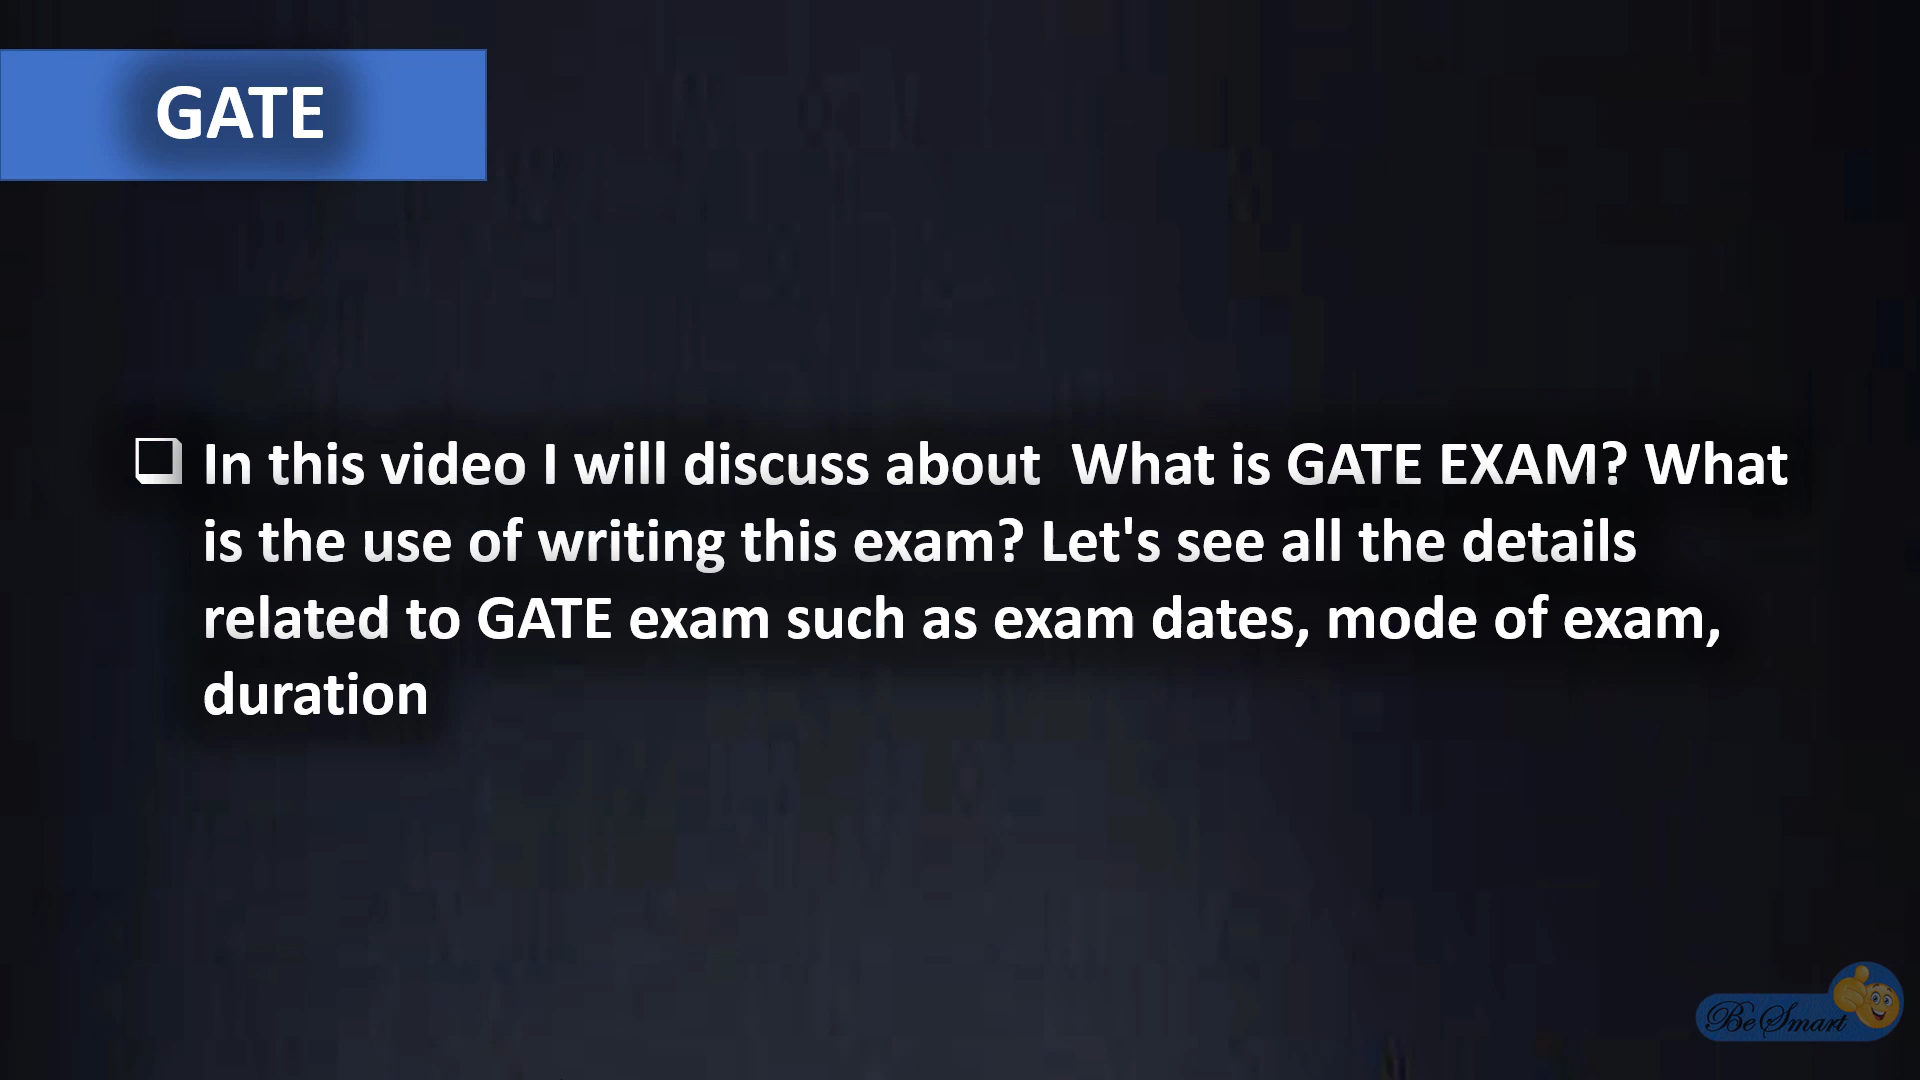 GATE
In this video I will discuss about  What is GATE EXAM? What
is the use of writing this exam? Let's see all the details
related to GATE exam such as exam dates, mode of exam,
duration
Be Smart